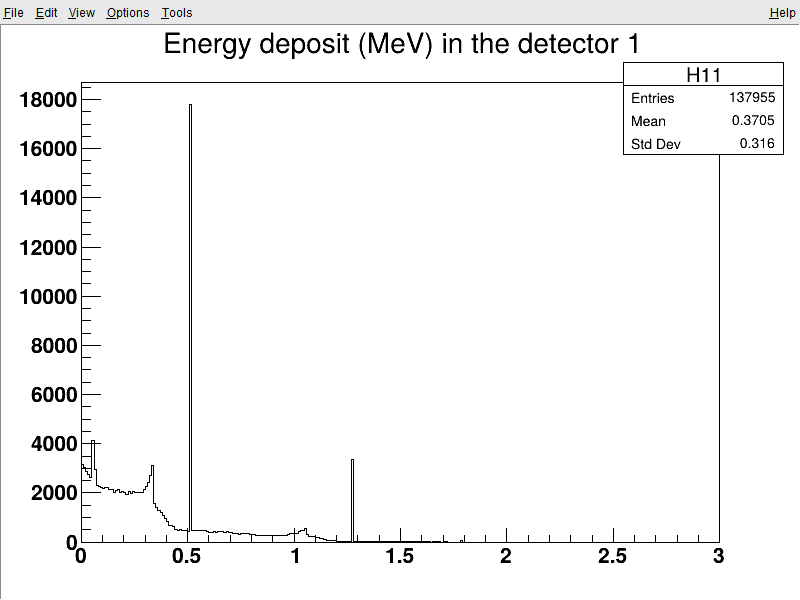 File Edit View Options Tools Help
Energy deposit (MeV) in the detector 1
H11
Entries 137955
Mean 0.3705
Std Dev 0.316
18000
16000
14000
12000
10000
8000
6000
4000
2000
0
0 0.5 1 1.5 2 2.5 3